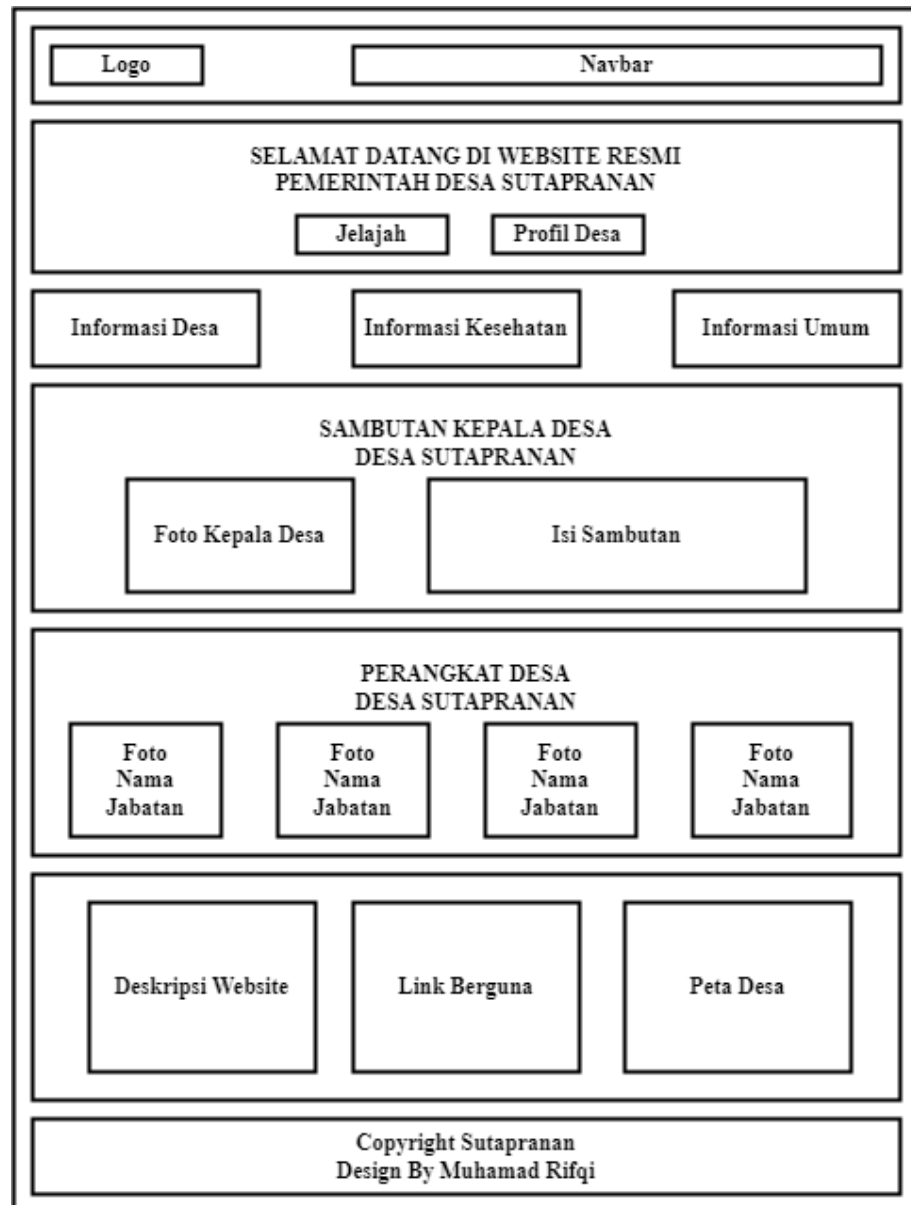 Logo
Navbar
SELAMAT DATANG DI WEBSITE RESMI
PEMERINTAH DESA SUTAPRANAN
Jelajah
Profil Desa
Informasi Desa
Informasi Kesehatan
Informasi Umum
SAMBUTAN KEPALA DESA
DESA SUTAPRANAN
Foto Kepala Desa
Isi Sambutan
PERANGKAT DESA
DESA SUTAPRANAN
Foto
Nama
Jabatan
Foto
Nama
Jabatan
Foto
Nama
Jabatan
Foto
Nama
Jabatan
Deskripsi Website
Link Berguna
Peta Desa
Copyright Sutapranan
Design By Muhamad Rifqi